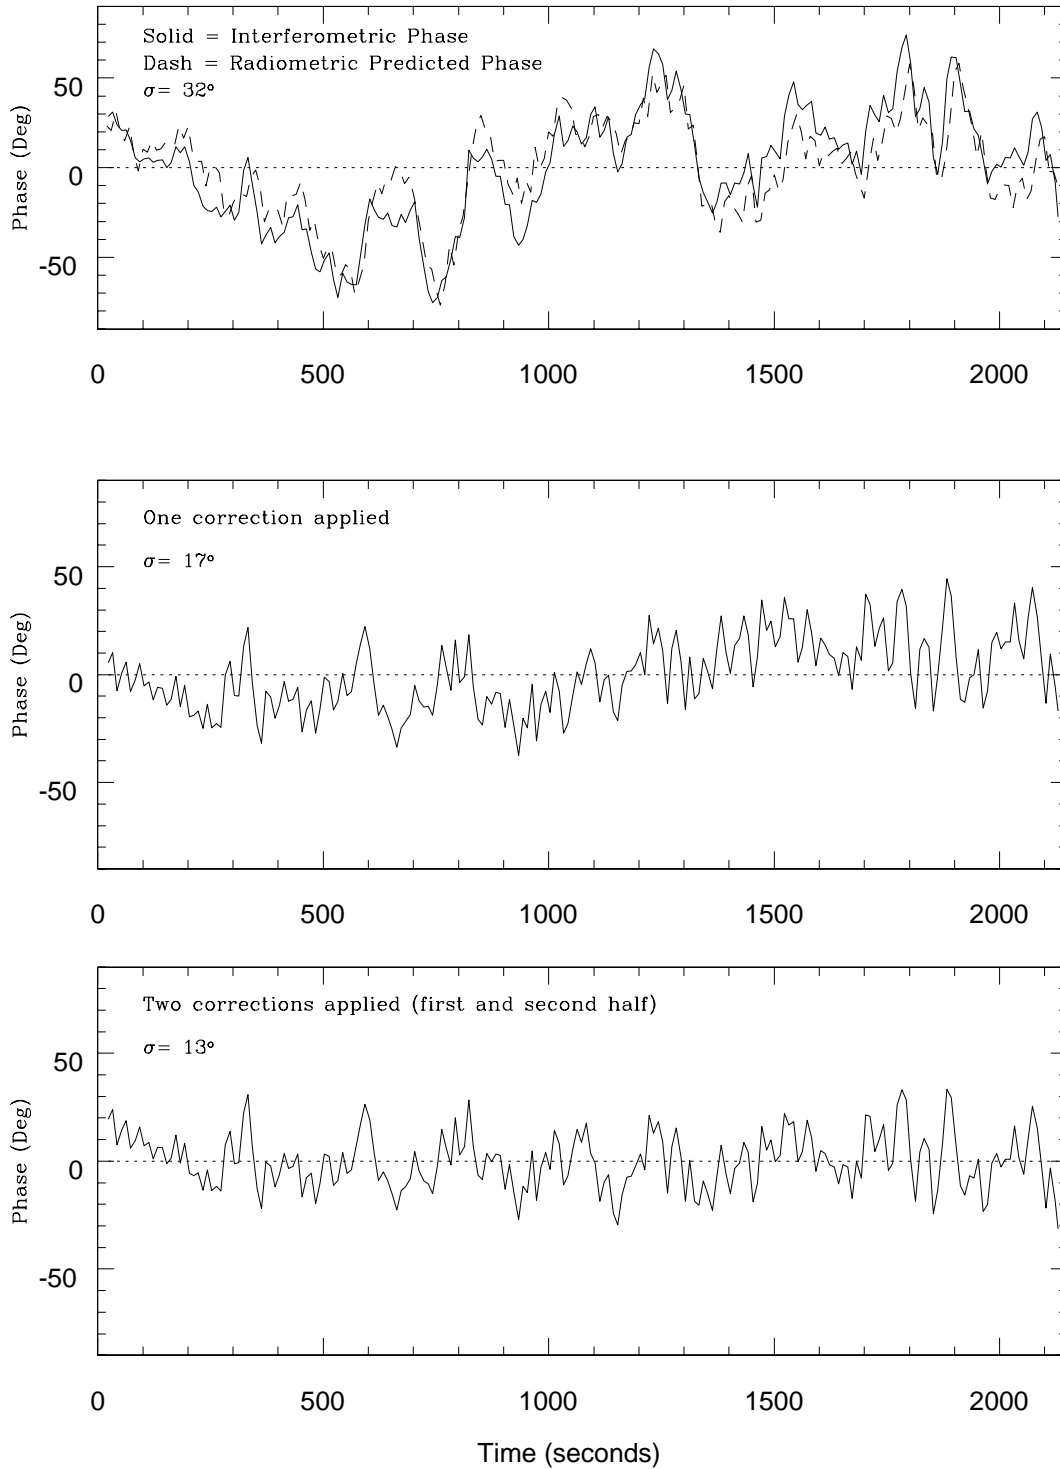 Solid = Interferometric Phase
Dash = Radiometric Predicted Phase
σ= 32°
50
0
-50
Phase (Deg)
0 500 1000 1500 2000
One correction applied
σ= 17°
50
0
-50
Phase (Deg)
0 500 1000 1500 2000
Two corrections applied (first and second half)
σ= 13°
50
0
-50
Phase (Deg)
0 500 1000 1500 2000
Time (seconds)